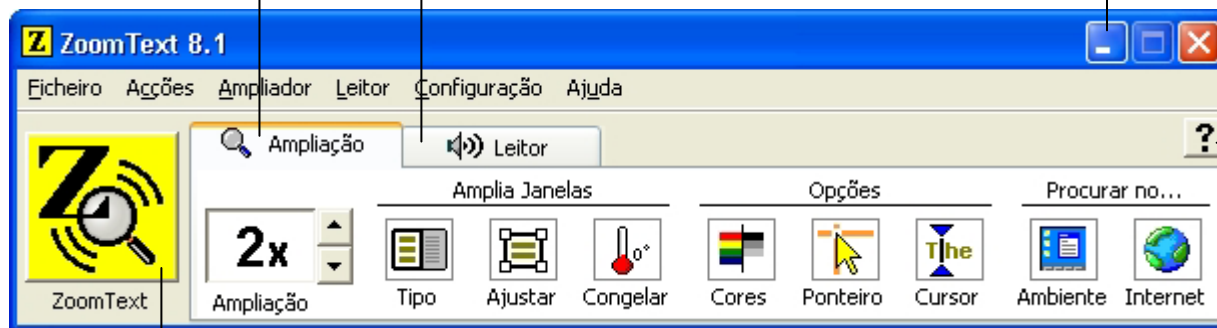 Z ZoomText 8.1
Ficheiro Acções Ampliador Leitor Configuração Ajuda
Ampliação Leitor ?
Amplia Janelas Opções Procurar no...
2x
The
Z
ZoomText Ampliação Tipo Ajustar Congelar Cores Ponteiro Cursor Ambiente Internet